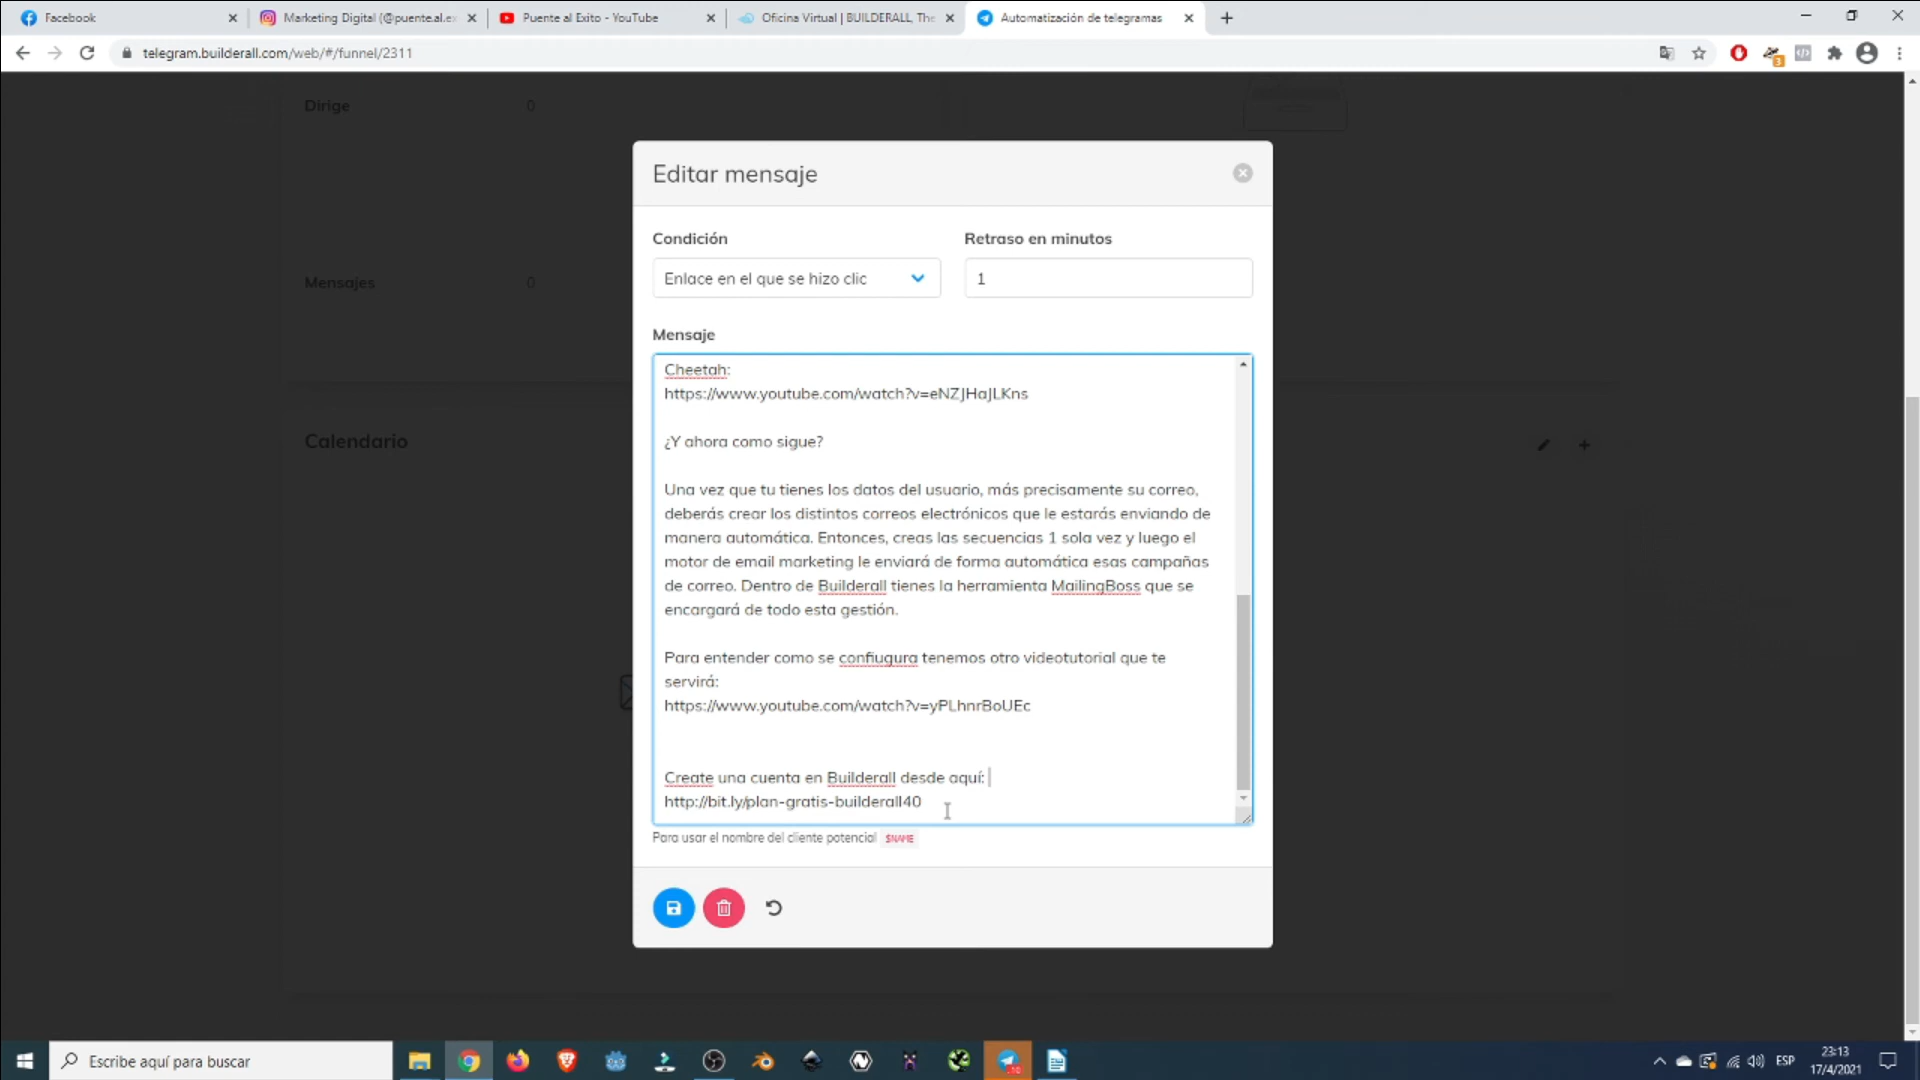 Facebook
Marketing Digital (@puente.al.ex
Puente al Exito - YouTube
Oficina Virtual | BUILDERALL, The
Automatización de telegramas
telegram.builderall.com/web/#/funnel/2311
Dirige 0
Mensajes 0
Calendario
Editar mensaje
Condición
Retraso en minutos
Enlace en el que se hizo clic
1
Mensaje
Cheetah:
https://www.youtube.com/watch?v=eNZJHaJLKns
¿Y ahora como sigue?
Una vez que tu tienes los datos del usuario, más precisamente su correo,
deberás crear los distintos correos electrónicos que le estarás enviando de
manera automática. Entonces, creas las secuencias 1 sola vez y luego el
motor de email marketing le enviará de forma automática esas campañas
de correo. Dentro de Builderall tienes la herramienta MailingBoss que se
encargará de todo esta gestión.
Para entender como se confiugura tenemos otro videotutorial que te
servirá:
https://www.youtube.com/watch?v=yPLhnrBoUEc
Create una cuenta en Builderall desde aquí:
http://bit.ly/plan-gratis-builderall40
Para usar el nombre del cliente potencial $NAME
Escribe aquí para buscar
ESP
23:13
17/4/2021